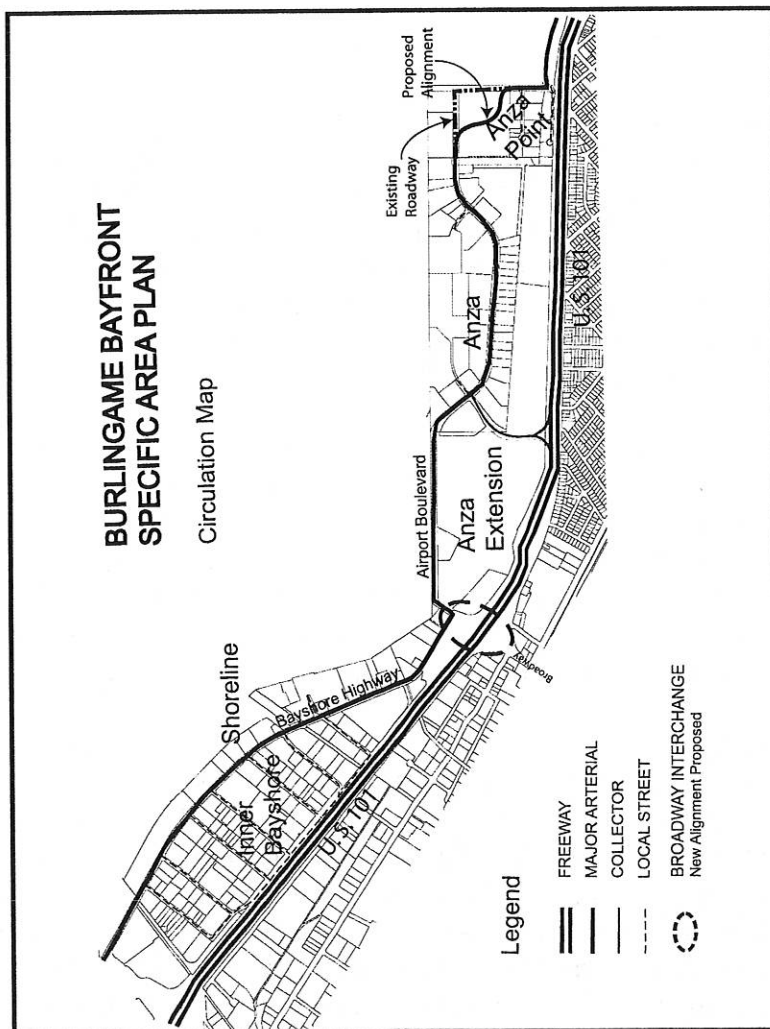 BURLINGAME BAYFRONT
SPECIFIC AREA PLAN
Circulation Map
Shoreline
Inner
Bayshore
Bayshore Highway
U.S. 101
Airport Boulevard
Anza
Extension
Anza
Existing
Roadway
Proposed
Alignment
Anza
Point
U.S. 101
Broadway
Legend
FREEWAY
MAJOR ARTERIAL
COLLECTOR
LOCAL STREET
BROADWAY INTERCHANGE
New Alignment Proposed